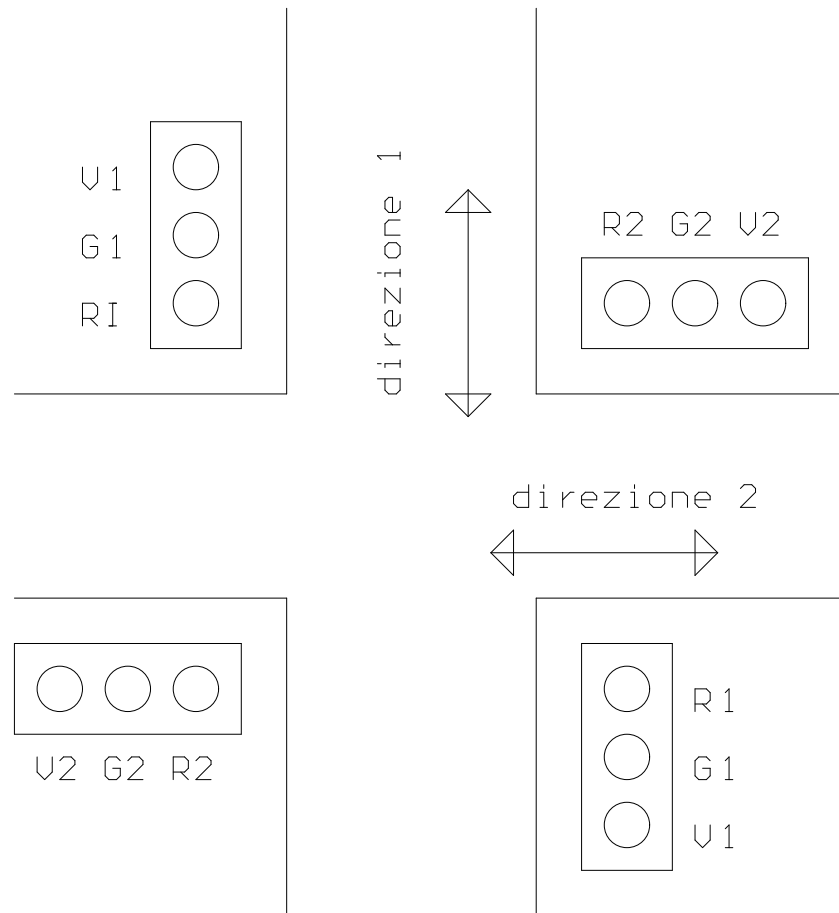 V1
G1
RI
direzione 1
R2 G2 V2
direzione 2
V2 G2 R2
R1
G1
V1